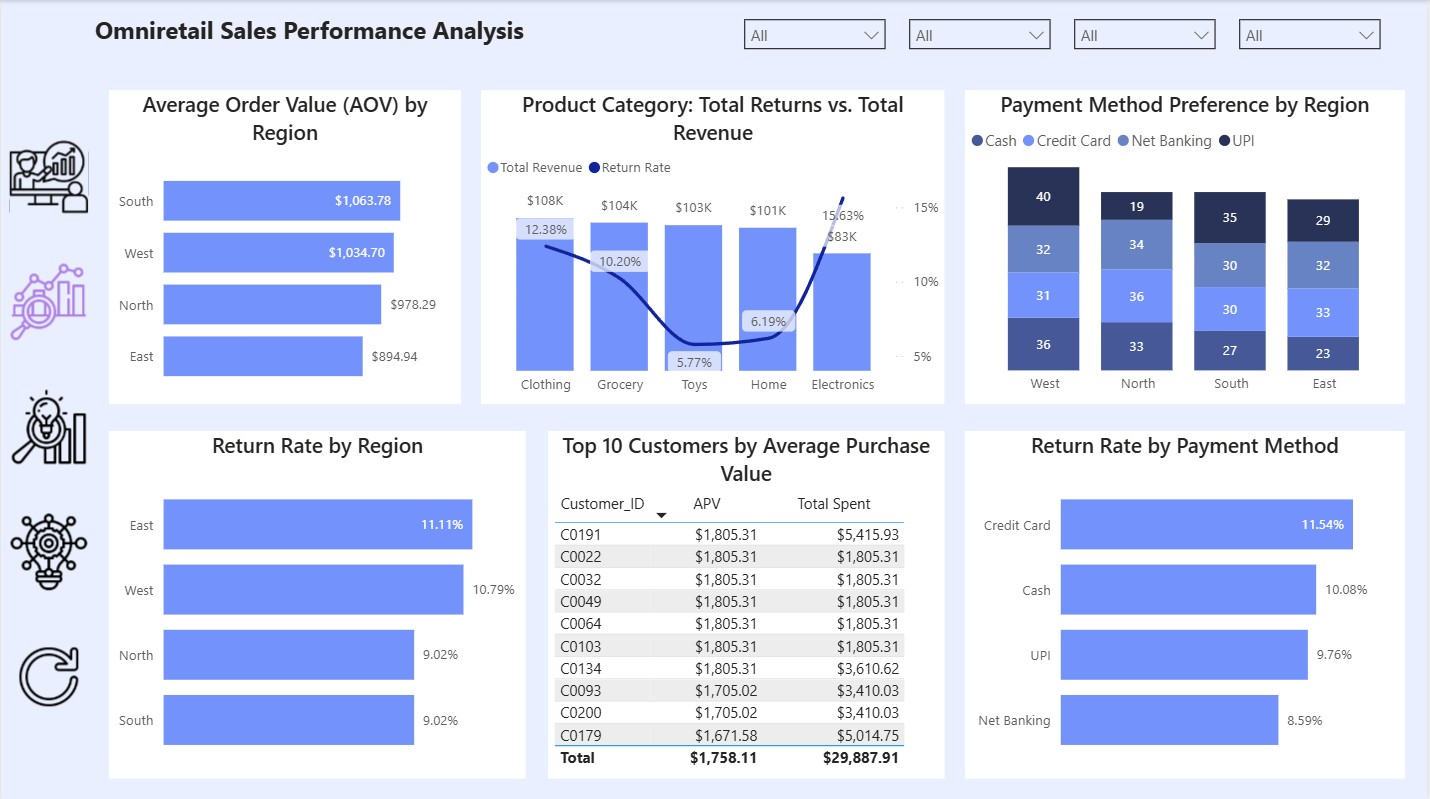 Omniretail Sales Performance Analysis
All
All
All
All
Average Order Value (AOV) by
Region
South
$1,063.78
West
$1,034.70
North
$978.29
East
$894.94
Product Category: Total Returns vs. Total
Revenue
Total Revenue
Return Rate
$108K
$104K
$103K
$101K
$83K
12.38%
10.20%
5.77%
6.19%
15.63%
15%
10%
5%
Clothing
Grocery
Toys
Home
Electronics
Payment Method Preference by Region
Cash
Credit Card
Net Banking
UPI
40
32
31
36
19
34
36
33
35
30
30
27
29
32
33
23
West
North
South
East
Return Rate by Region
East
11.11%
West
10.79%
North
9.02%
South
9.02%
Top 10 Customers by Average Purchase
Value
Customer_ID APV Total Spent
C0191 $1,805.31 $5,415.93
C0022 $1,805.31 $1,805.31
C0032 $1,805.31 $1,805.31
C0049 $1,805.31 $1,805.31
C0064 $1,805.31 $1,805.31
C0103 $1,805.31 $1,805.31
C0134 $1,805.31 $3,610.62
C0093 $1,705.02 $3,410.03
C0200 $1,705.02 $3,410.03
C0179 $1,671.58 $5,014.75
Total $1,758.11 $29,887.91
Return Rate by Payment Method
Credit Card
11.54%
Cash
10.08%
UPI
9.76%
Net Banking
8.59%